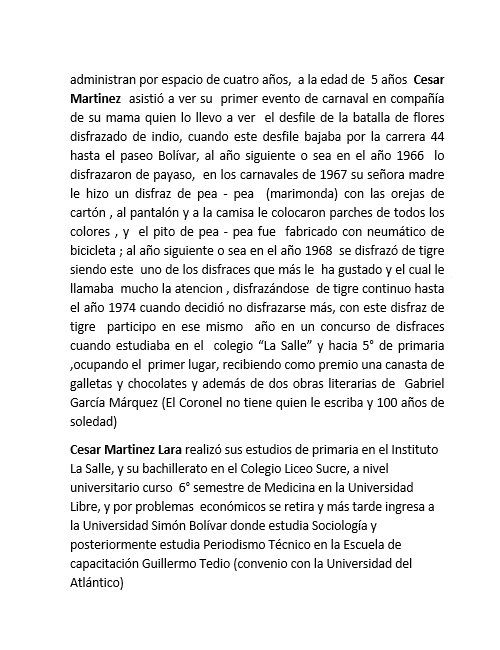 administran por espacio de cuatro años,  a la edad de  5 años  Cesar
Martinez  asistió a ver su  primer evento de carnaval en compañía
de su mama quien lo llevo a ver  el desfile de la batalla de flores
disfrazado de indio, cuando este desfile bajaba por la carrera 44
hasta el paseo Bolívar, al año siguiente o sea en el año 1966  lo
disfrazaron de payaso,  en los carnavales de 1967 su señora madre
le hizo un disfraz de pea - pea  (marimonda) con las orejas de
cartón , al pantalón y a la camisa le colocaron parches de todos los
colores , y  el pito de pea - pea fue  fabricado con neumático de
bicicleta ; al año siguiente o sea en el año 1968  se disfrazó de tigre
siendo este  uno de los disfraces que más le  ha gustado y el cual le
llamaba  mucho la atencion , disfrazándose  de tigre continuo hasta
el año 1974 cuando decidió no disfrazarse más, con este disfraz de
tigre  participo en ese mismo  año en un concurso de disfraces
cuando estudiaba en el  colegio “La Salle” y hacia 5° de primaria
,ocupando el  primer lugar, recibiendo como premio una canasta de
galletas y chocolates y además de dos obras literarias de  Gabriel
García Márquez (El Coronel no tiene quien le escriba y 100 años de
soledad)
Cesar Martinez Lara realizó sus estudios de primaria en el Instituto
La Salle, y su bachillerato en el Colegio Liceo Sucre, a nivel
universitario curso  6° semestre de Medicina en la Universidad
Libre, y por problemas  económicos se retira y más tarde ingresa a
la Universidad Simón Bolívar donde estudia Sociología y
posteriormente estudia Periodismo Técnico en la Escuela de
capacitación Guillermo Tedio (convenio con la Universidad del
Atlántico)